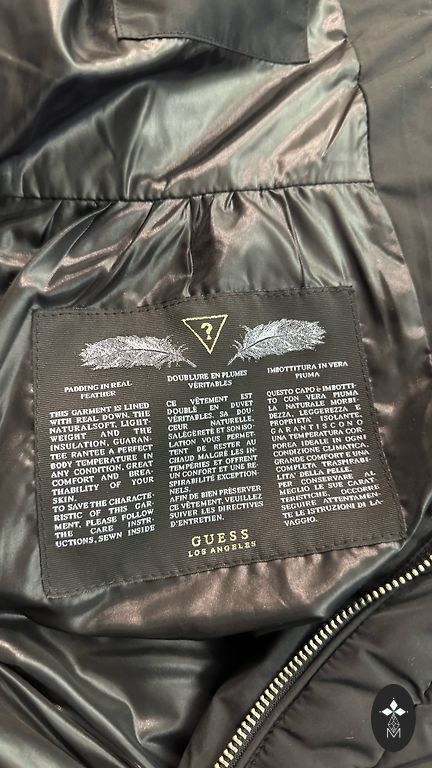 ?
PADDING IN REAL
FEATHER
THIS GARMENT IS LINED
WITH REAL DOWN, THE
NATURALSOFT, LIGHT-
WEIGHT AND THE
INSULATION, GUARAN-
TEE RANTEE A PERFECT
BODY TEMPERATURE IN
ANY CONDITION, GREAT
COMFORT AND BREA-
THABILITY OF YOUR
SKIN.
TO SAVE THE CHARACTE-
RISTIC OF THIS GAR-
MENT, PLEASE FOLLOW
THE CARE INSTR-
UCTIONS, SEWN INSIDE
DOUBLURE EN PLUMES
VÉRITABLES
CE VÊTEMENT EST
DOUBLÉ EN DUVET
VÉRITABLES, SA DOU-
CEUR NATURELLE,
SALÉGÈRETÉ ET SON ISO-
LATION VOUS PERMET-
TENT DE RESTER AU
CHAUD MALGRÉ LES IN-
TEMPÉRIES ET OFFRENT
UN CONFORT ET UNE RE-
SPIRABILITÉ EXCEPTION-
NELS.
AFIN DE BIEN PRÉSERVER
CE VÊTEMENT, VEUILLEZ
SUIVER LES DIRECTIVES
D'ENTRETIEN.
IMBOTTITURA IN VERA
PIUMA
QUESTO CAPO è IMBOTTI-
TO CON VERA PIUMA
LA NATURALE MORBI-
DEZZA, LEGGEREZZA E
PROPRIETÀ ISOLANTE,
GARANTISCONO
UNA TEMPERATURA COR-
POREA IDEALE IN OGNI
CONDIZIONE CLIMATICA,
GRANDE COMFORT E UNA
COMPLETA TRASPIRABI-
LITÀ DELLA PELLE.
PER CONSERVARE AL
MEGLIO LE SUE CARAT-
TERISTICHE, OCCORRE
SEGUIRE ATTENTAMEN-
TE LE ISTRUZIONI DI LA-
VAGGIO.
GUESS
LOS ANGELES
M